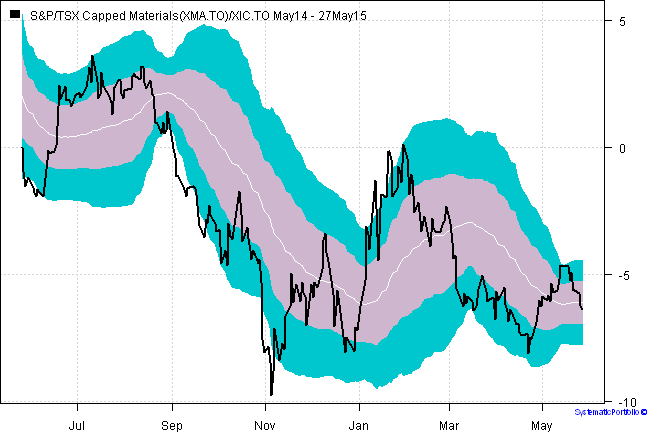 S&P/TSX Capped Materials(XMA.TO)/XIC.TO May14 - 27May15
5
0
-5
-10
Jul Sep Nov Jan Mar May
SystematicPortfolio ©